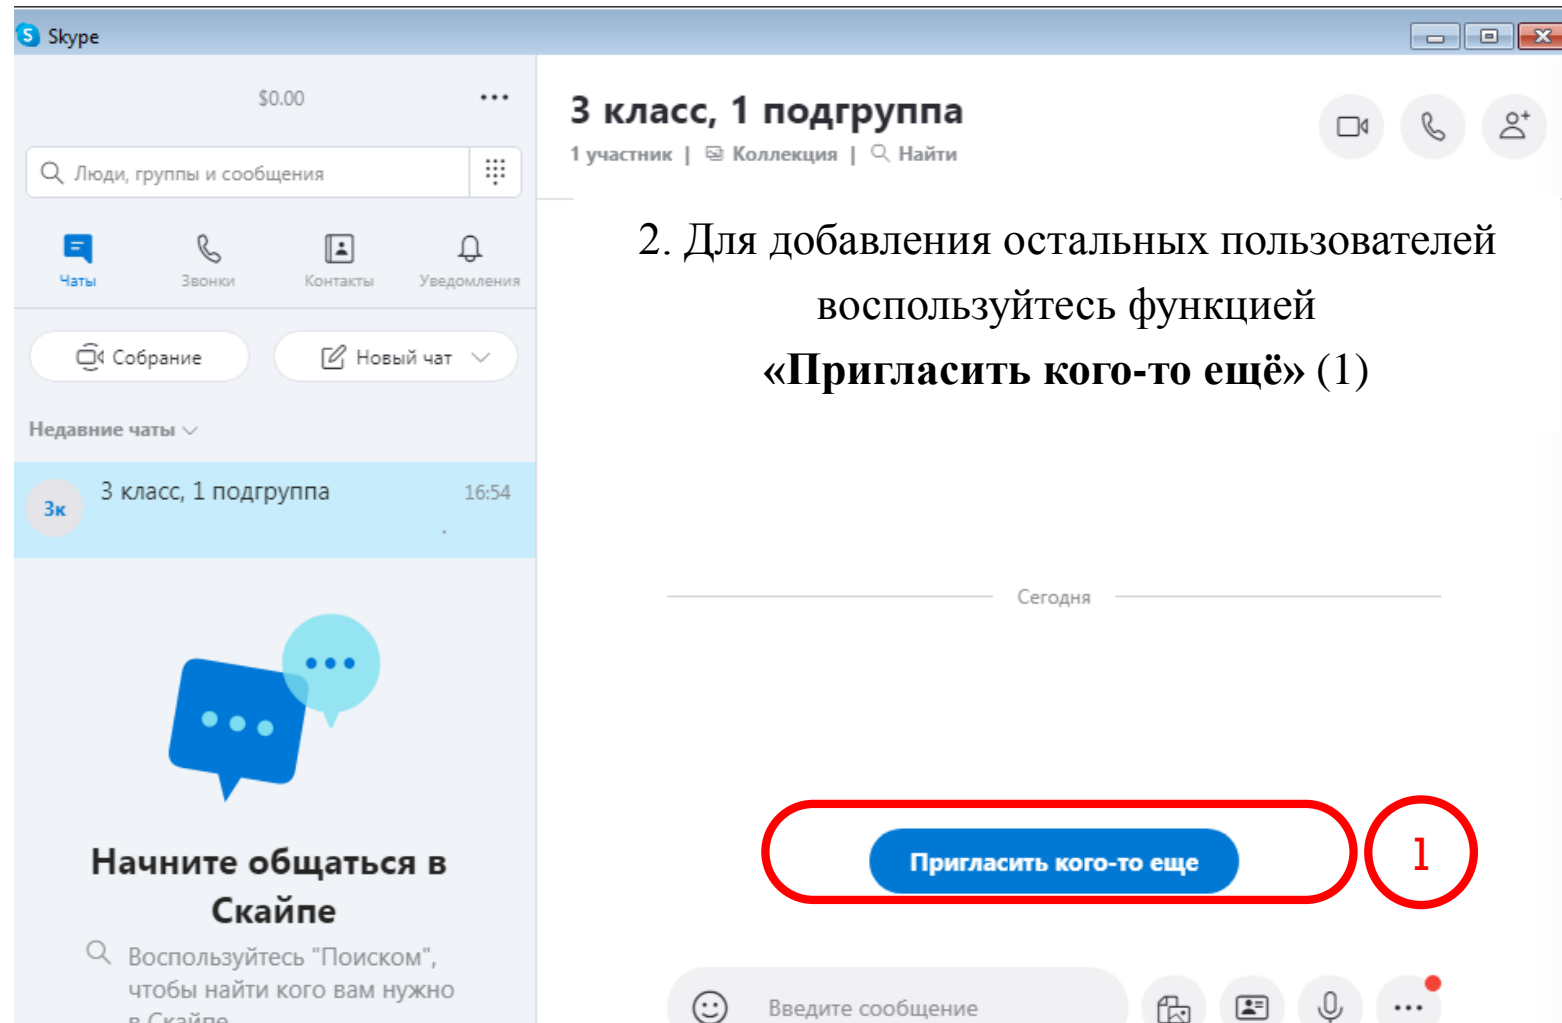 Skype
$0.00
Люди, группы и сообщения
Чаты
Звонки
Контакты
Уведомления
Собрание
Новый чат
Недавние чаты
3к
3 класс, 1 подгруппа
16:54
Начните общаться в
Скайпе
Воспользуйтесь "Поиском",
чтобы найти кого вам нужно
в Скайпе
3 класс, 1 подгруппа
1 участник | Коллекция | Найти
2. Для добавления остальных пользователей
воспользуйтесь функцией
«Пригласить кого-то ещё» (1)
Сегодня
Пригласить кого-то еще
1
Введите сообщение